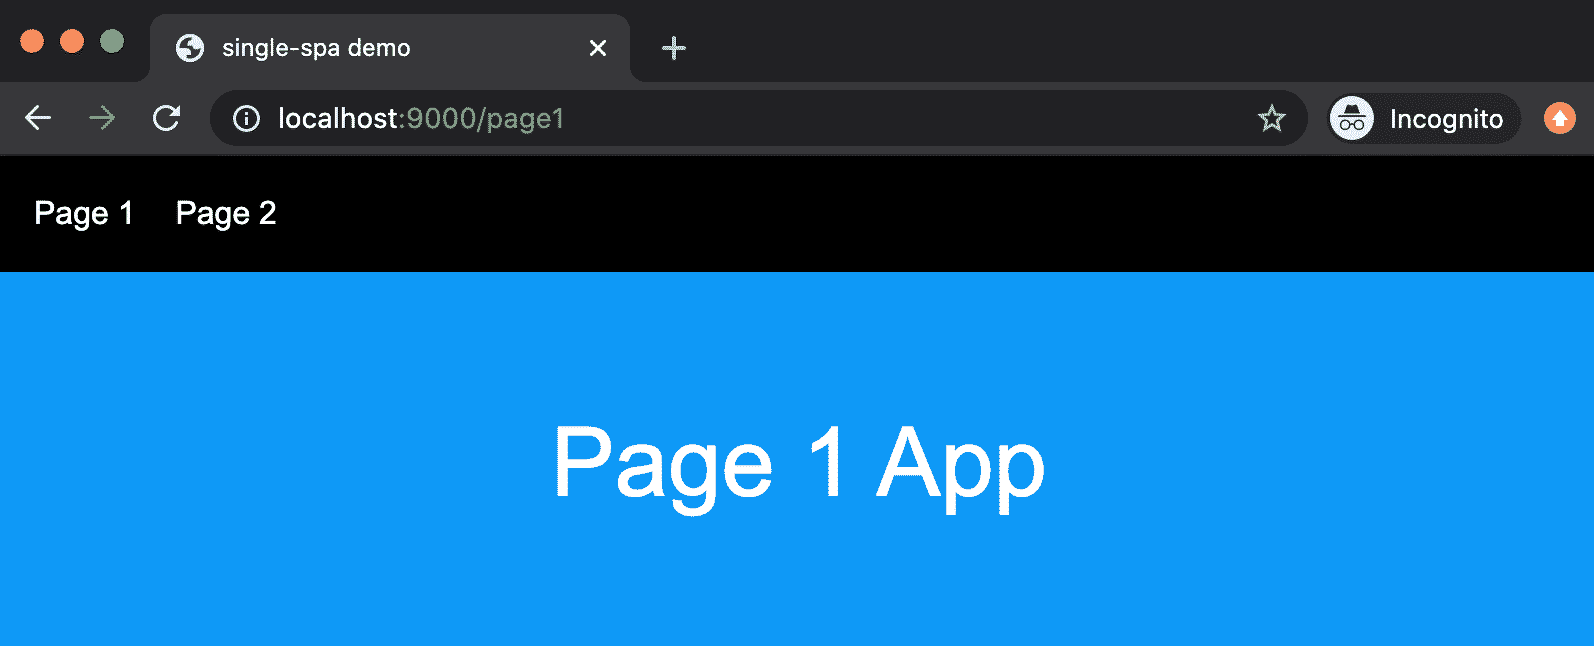 single-spa demo
localhost:9000/page1
Incognito
Page 1 Page 2
Page 1 App